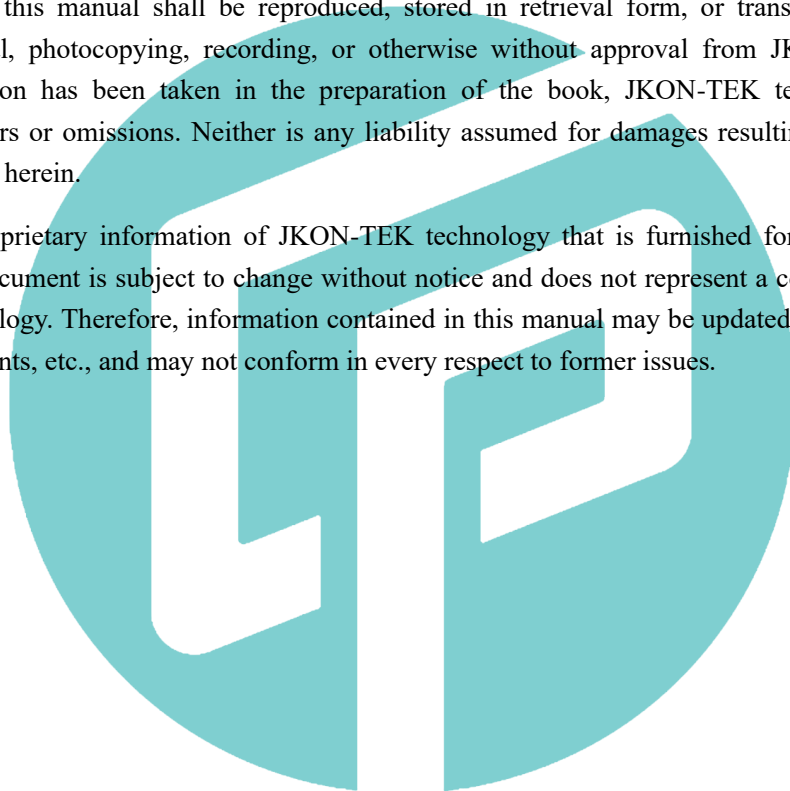 this manual shall be reproduced, stored in retrieval form, or trans
l, photocopying, recording, or otherwise without approval from JK
on has been taken in the preparation of the book, JKON-TEK te
rs or omissions. Neither is any liability assumed for damages resulti
herein.
prietary information of JKON-TEK technology that is furnished for
cument is subject to change without notice and does not represent a c
logy. Therefore, information contained in this manual may be updated
nts, etc., and may not conform in every respect to former issues.